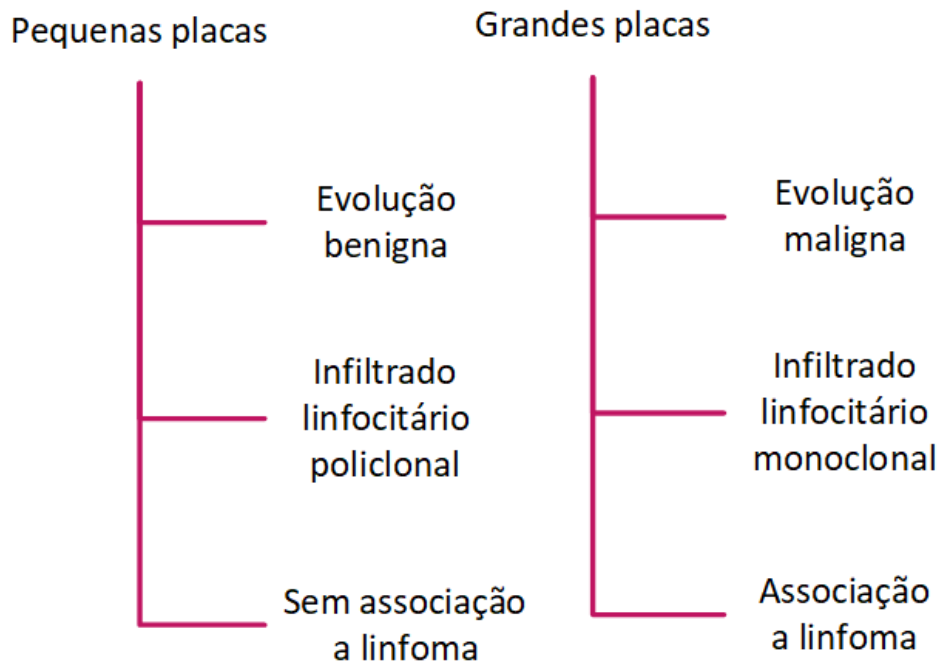 Pequenas placas
Evolução
benigna
Infiltrado
linfocitário
policlonal
Sem associação
a linfoma
Grandes placas
Evolução
maligna
Infiltrado
linfocitário
monoclonal
Associação
a linfoma